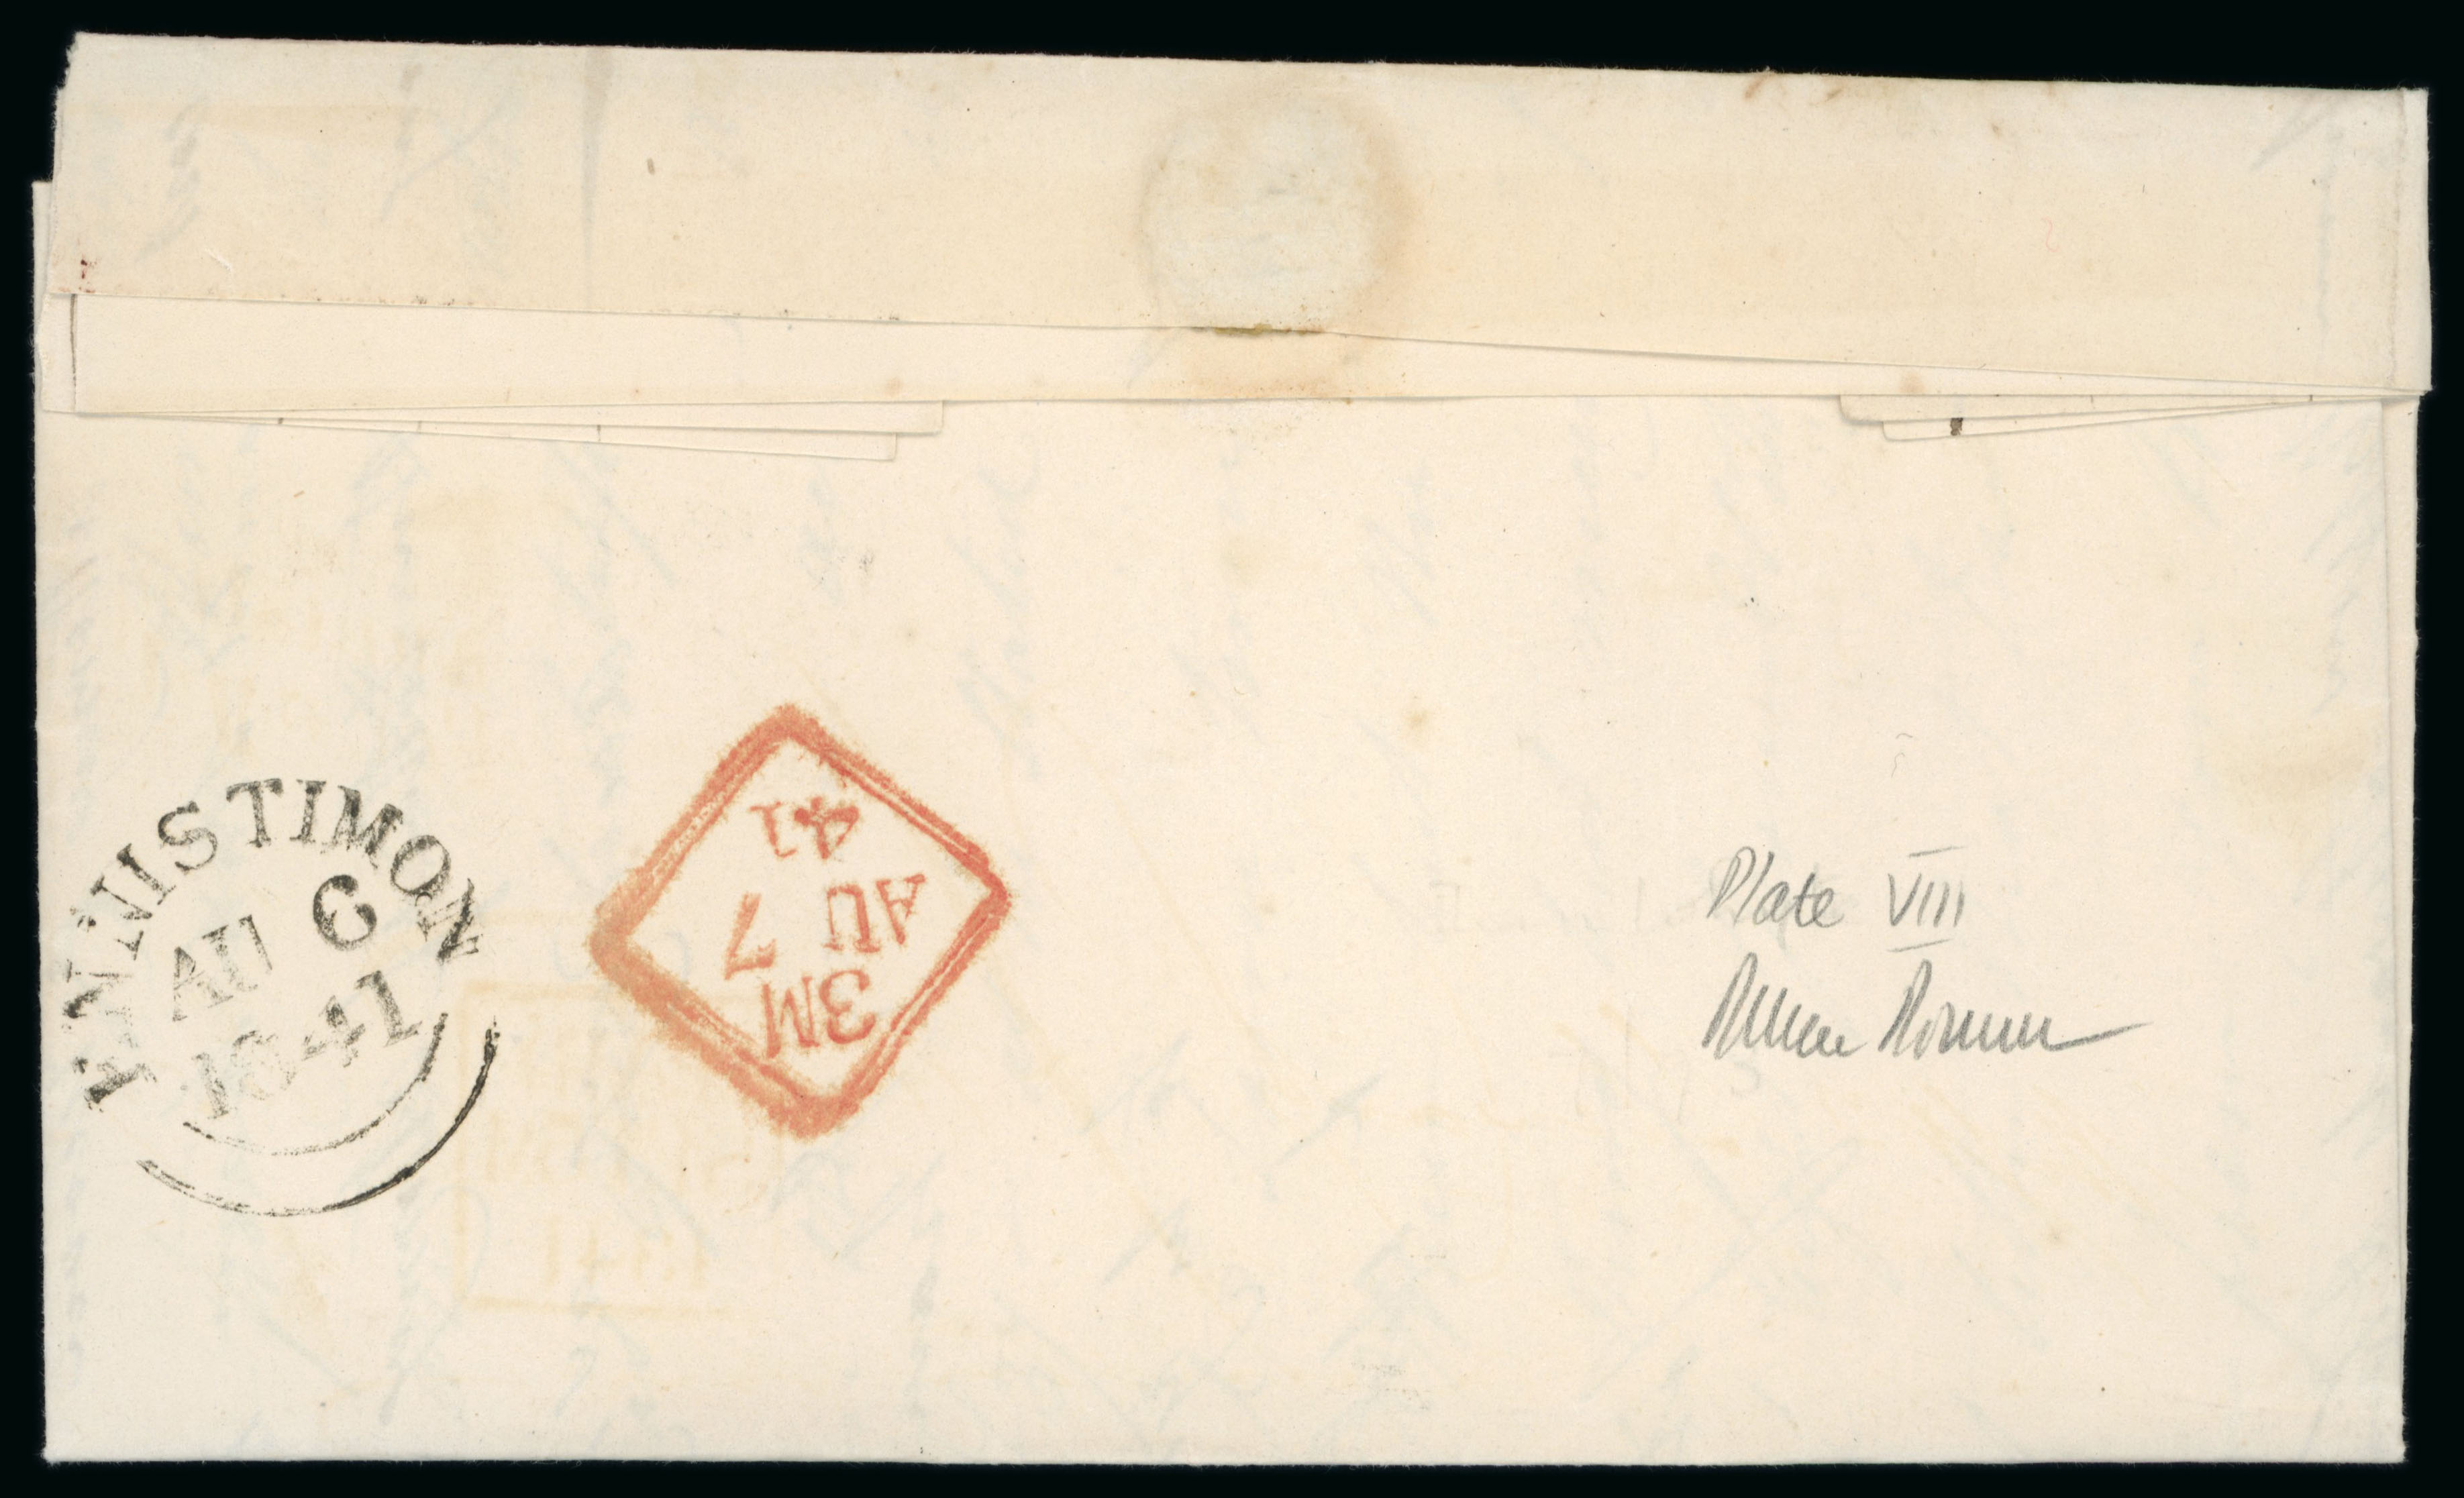 ENNISTIMON
AU 6
1841
3M
AU 7
41
Plate VIII